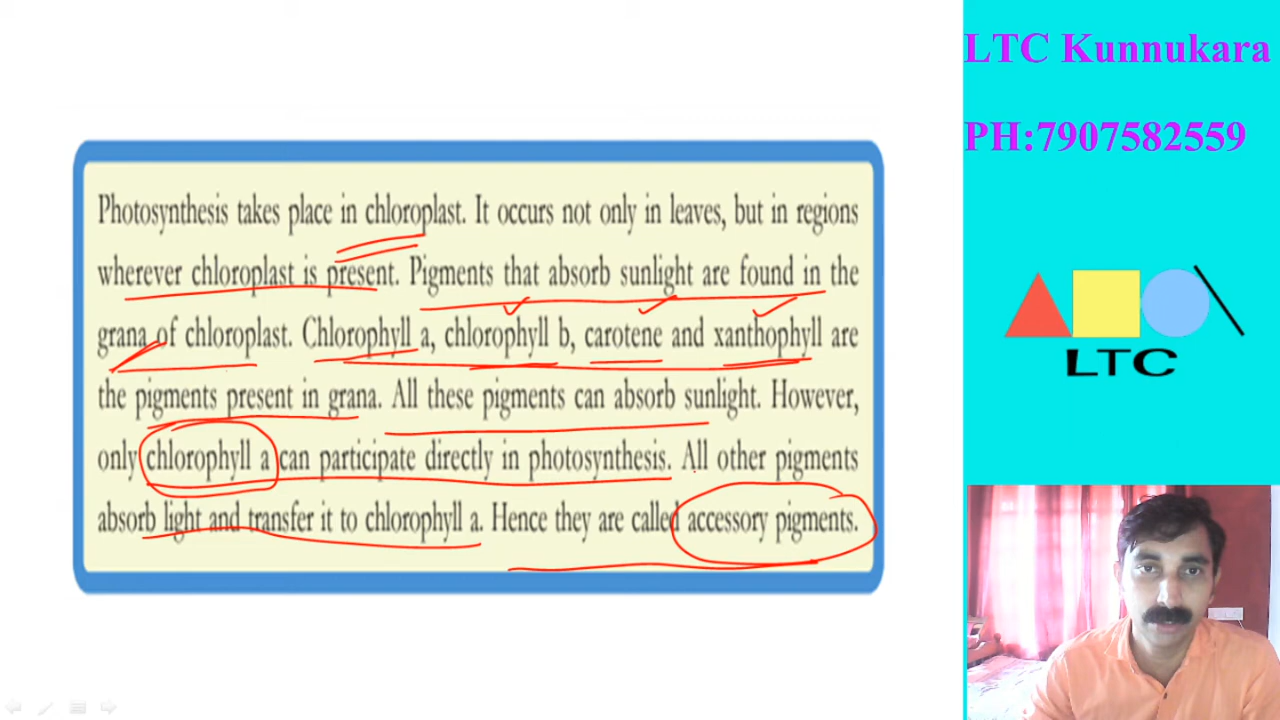 Photosynthesis takes place in chloroplast. It occurs not only in leaves, but in regions
wherever chloroplast is present. Pigments that absorb sunlight are found in the
grana of chloroplast. Chlorophyll a, chlorophyll b, carotene and xanthophyll are
the pigments present in grana. All these pigments can absorb sunlight. However,
only chlorophyll a can participate directly in photosynthesis. All other pigments
absorb light and transfer it to chlorophyll a. Hence they are called accessory pigments.
LTC Kunnukara
PH:7907582559
LTC